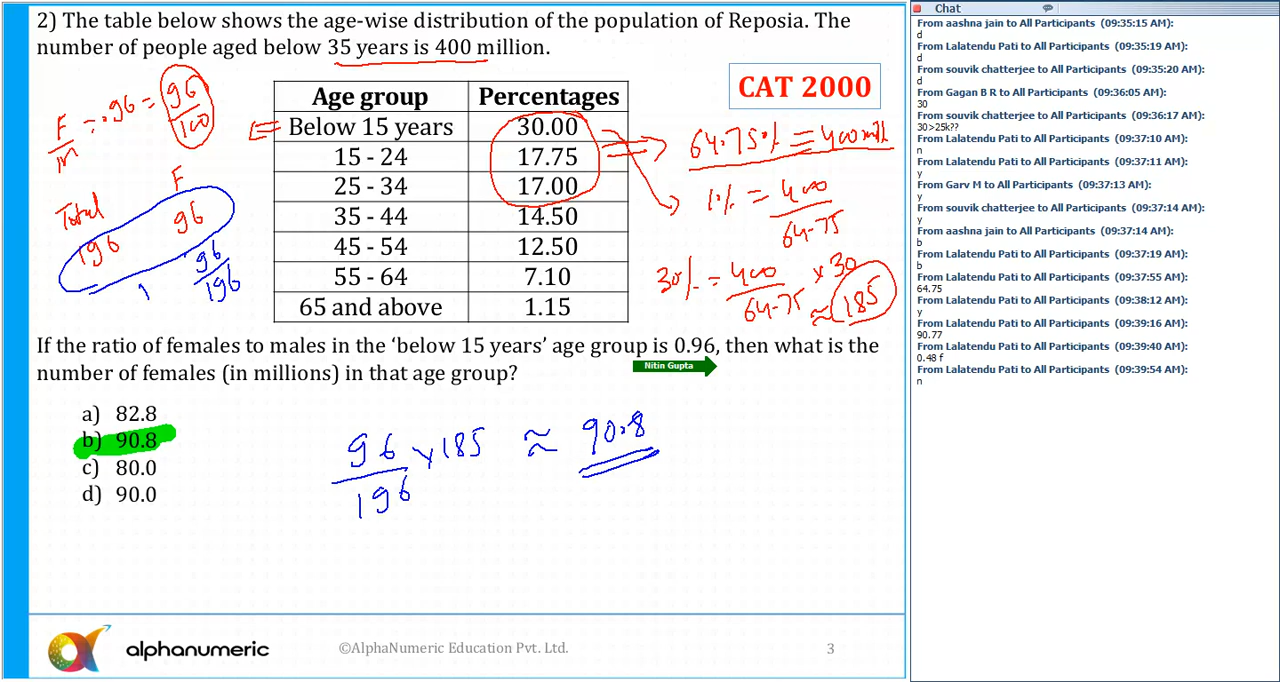 2) The table below shows the age-wise distribution of the population of Reposia. The
number of people aged below 35 years is 400 million.
F/m = .96 = 96/100
Total F
196 96
96/196
Age group Percentages
Below 15 years 30.00
15 - 24 17.75
25 - 34 17.00
35 - 44 14.50
45 - 54 12.50
55 - 64 7.10
65 and above 1.15
CAT 2000
64.75% = 400 mill
1% = 400/64.75
30% = 400/64.75 x 30
≈ 185
If the ratio of females to males in the ‘below 15 years’ age group is 0.96, then what is the
number of females (in millions) in that age group?
Nitin Gupta
a) 82.8
b) 90.8
c) 80.0
d) 90.0
96/196 x 185 ≈ 90.8
alphanumeric
©AlphaNumeric Education Pvt. Ltd.
3
Chat
From aashna jain to All Participants (09:35:15 AM):
d
From Lalatendu Pati to All Participants (09:35:19 AM):
d
From souvik chatterjee to All Participants (09:35:20 AM):
d
From Gagan B R to All Participants (09:36:05 AM):
30
From souvik chatterjee to All Participants (09:36:17 AM):
30>25k??
From Lalatendu Pati to All Participants (09:37:10 AM):
n
From Lalatendu Pati to All Participants (09:37:11 AM):
y
From Garv M to All Participants (09:37:13 AM):
y
From souvik chatterjee to All Participants (09:37:14 AM):
y
From aashna jain to All Participants (09:37:14 AM):
b
From Lalatendu Pati to All Participants (09:37:19 AM):
b
From Lalatendu Pati to All Participants (09:37:55 AM):
64.75
From Lalatendu Pati to All Participants (09:38:12 AM):
y
From Lalatendu Pati to All Participants (09:39:16 AM):
90.77
From Lalatendu Pati to All Participants (09:39:40 AM):
0.48 f
From Lalatendu Pati to All Participants (09:39:54 AM):
n